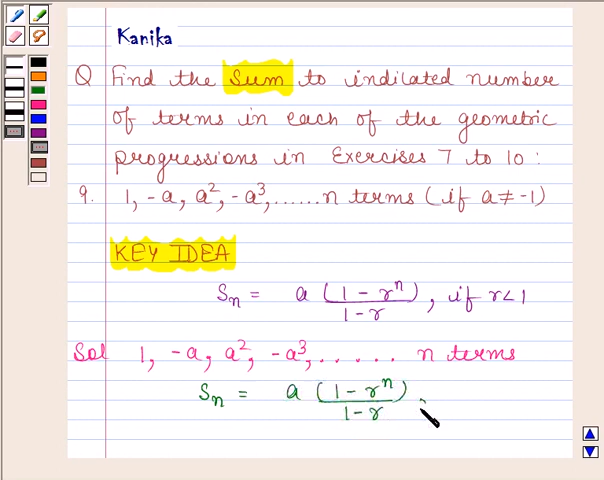 Kanika
Q Find the Sum to indicated number
of terms in each of the geometric
progressions in Exercises 7 to 10 :
9. 1, -a, a², -a³, ...... n terms (if a ≠ -1)
KEY IDEA
Sₙ = a (1 - rⁿ) / 1 - r , if r < 1
Sol 1, -a, a², -a³, . . . . . n terms
Sₙ = a (1 - rⁿ) / 1 - r ,